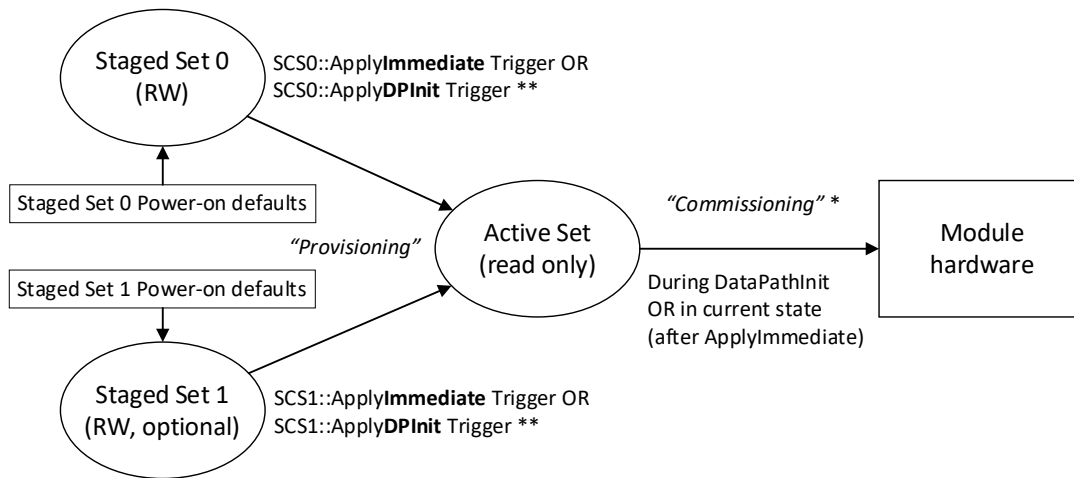 Staged Set 0
(RW)
SCS0::ApplyImmediate Trigger OR
SCS0::ApplyDPInit Trigger **
Staged Set 0 Power-on defaults
“Provisioning”
Active Set
(read only)
“Commissioning” *
During DataPathInit
OR in current state
(after ApplyImmediate)
Module
hardware
Staged Set 1 Power-on defaults
Staged Set 1
(RW, optional)
SCS1::ApplyImmediate Trigger OR
SCS1::ApplyDPInit Trigger **